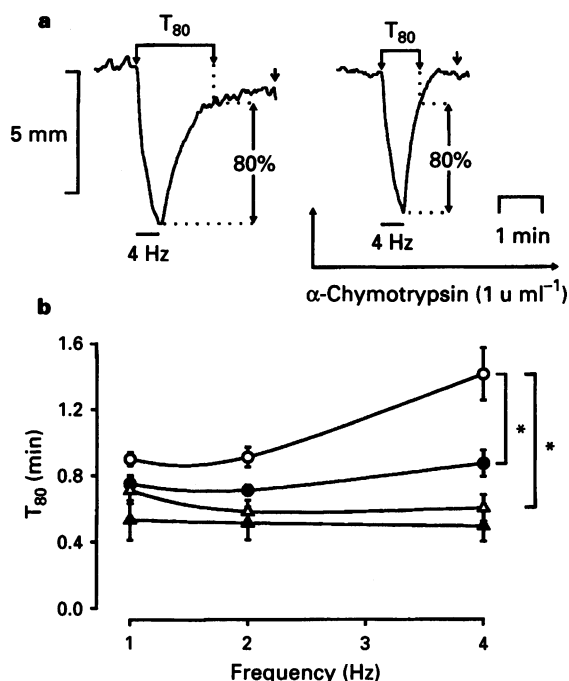 a
T80 T80
5 mm
80% 80%
4 Hz 4 Hz
1 min
α-Chymotrypsin (1 u ml−1)
b
1.6
1.2
0.8
0.4
0.0
T80 (min)
* *
1 2 3 4
Frequency (Hz)